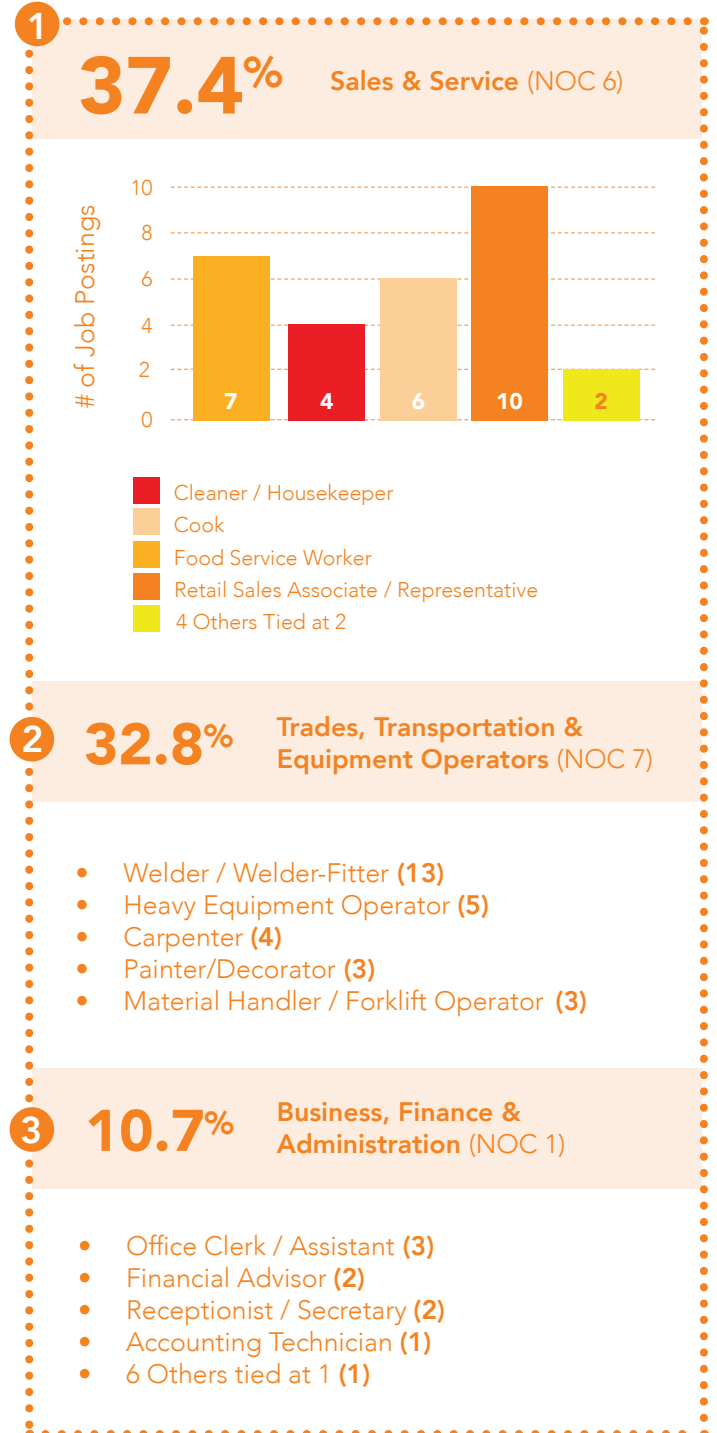 1
37.4% Sales & Service (NOC 6)
# of Job Postings
10
8
6
4
2
0
7 4 6 10 2
Cleaner / Housekeeper
Cook
Food Service Worker
Retail Sales Associate / Representative
4 Others Tied at 2
2
32.8%
Trades, Transportation &
Equipment Operators (NOC 7)
• Welder / Welder-Fitter (13)
• Heavy Equipment Operator (5)
• Carpenter (4)
• Painter/Decorator (3)
• Material Handler / Forklift Operator (3)
3
10.7%
Business, Finance &
Administration (NOC 1)
• Office Clerk / Assistant (3)
• Financial Advisor (2)
• Receptionist / Secretary (2)
• Accounting Technician (1)
• 6 Others tied at 1 (1)